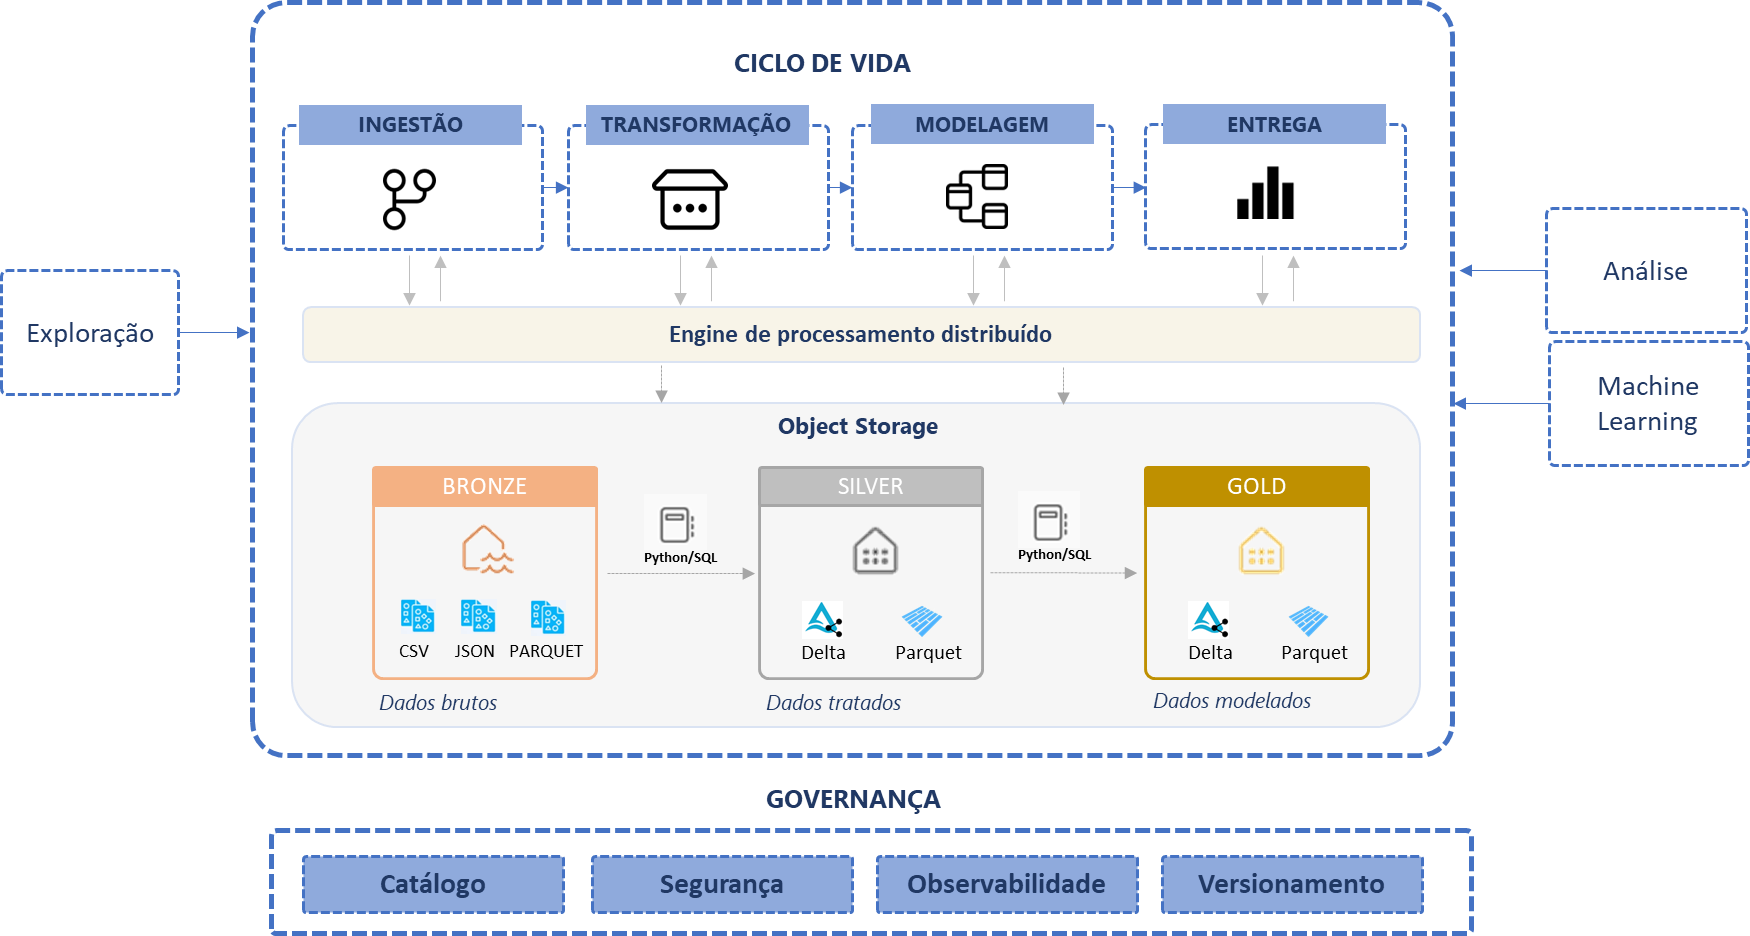 CICLO DE VIDA
INGESTÃO
TRANSFORMAÇÃO
MODELAGEM
ENTREGA
Exploração
Análise
Machine
Learning
Engine de processamento distribuído
Object Storage
BRONZE
SILVER
GOLD
Python/SQL
Python/SQL
CSV
JSON
PARQUET
Delta
Parquet
Delta
Parquet
Dados brutos
Dados tratados
Dados modelados
GOVERNANÇA
Catálogo
Segurança
Observabilidade
Versionamento